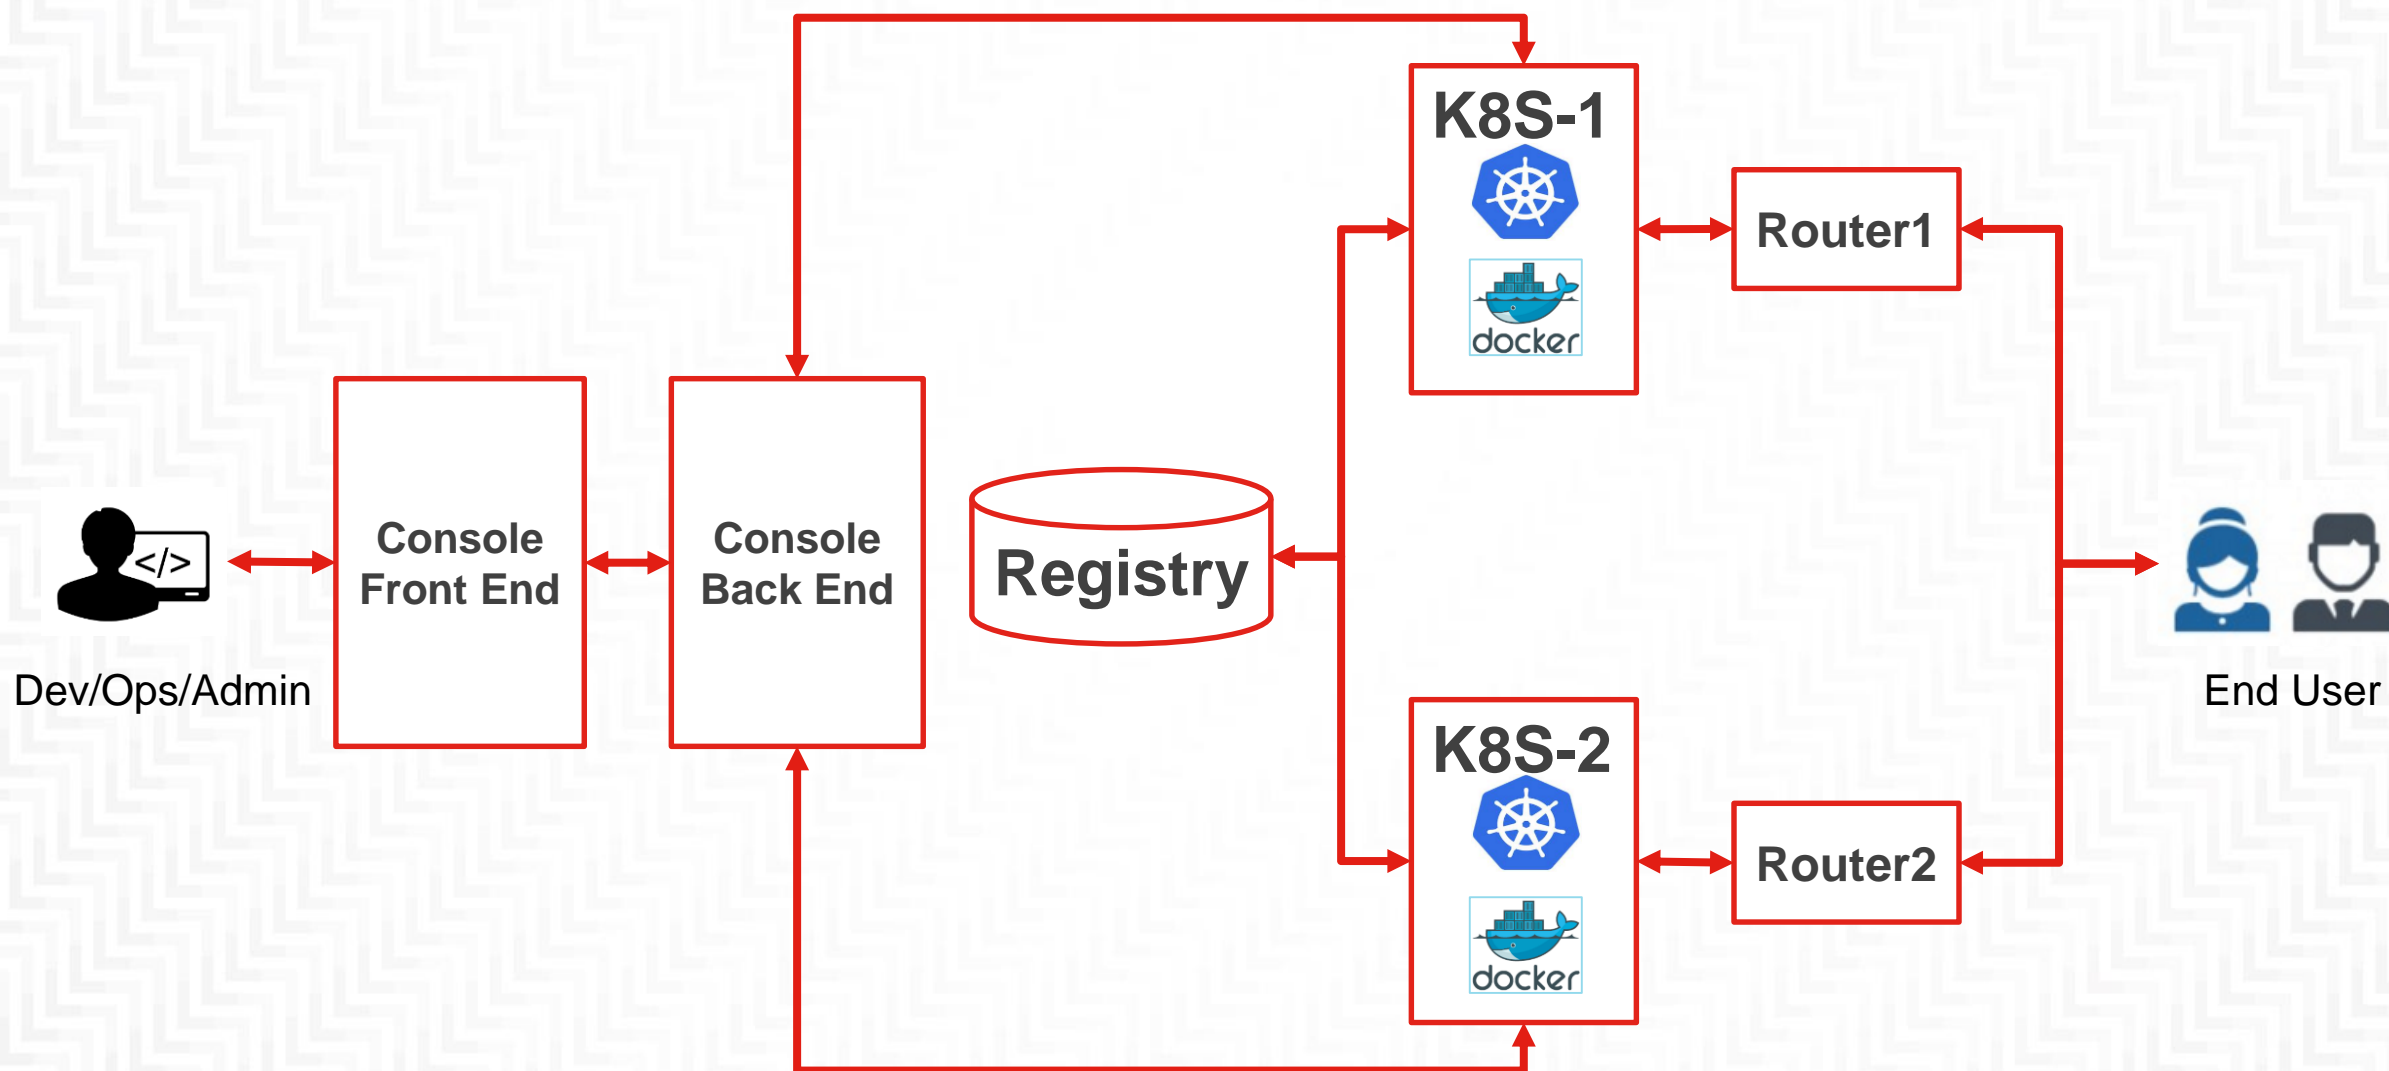 K8S-1
docker
Router1
</>
Dev/Ops/Admin
Console
Front End
Console
Back End
Registry
End User
K8S-2
docker
Router2